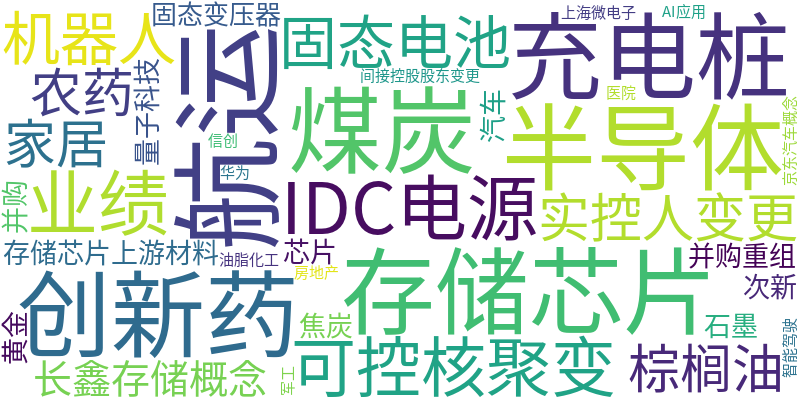 固态变压器
上海微电子
AI应用
机器人
航运
固态电池
充电桩
间接控股股东变更
农药
量子科技
煤炭
汽车
医院
京东汽车概念
半导体
家居
信创
华为
业绩
IDC电源
实控人变更
并购
存储芯片上游材料
油脂化工
芯片
并购重组
房地产
存储芯片
次新
创新药
黄金
焦炭
石墨
智能驾驶
可控核聚变
棕榈油
长鑫存储概念
军工